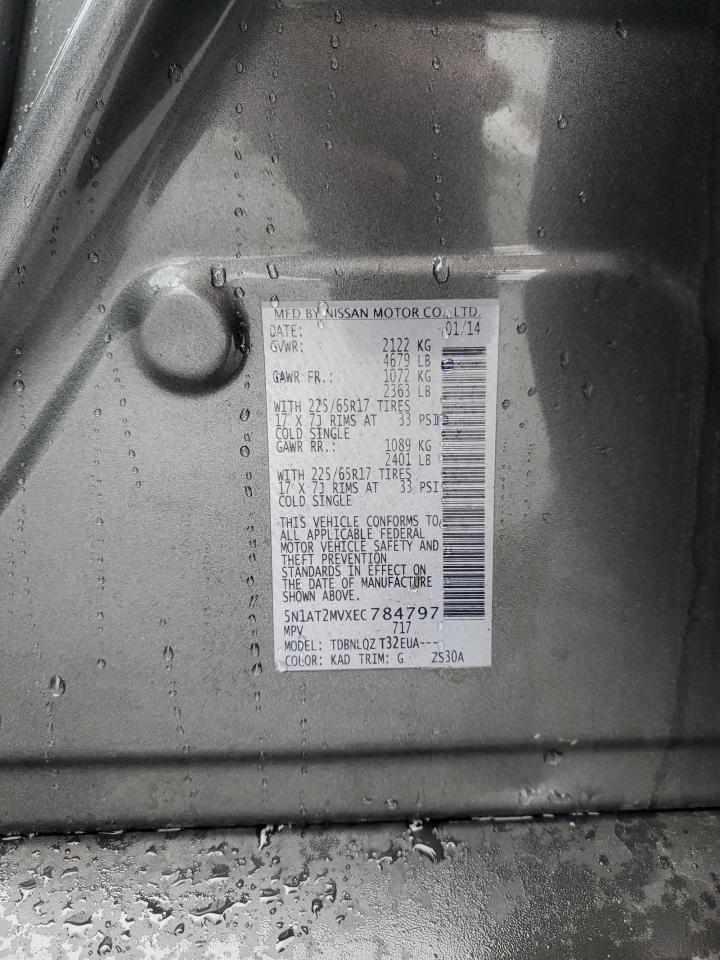 MFD BY NISSAN MOTOR CO., LTD.
DATE: 01/14
GVWR: 2122 KG
4679 LB
GAWR FR.: 1072 KG
2363 LB
WITH 225/65R17 TIRES
17 X 7J RIMS AT 33 PSI
COLD SINGLE
GAWR RR.: 1089 KG
2401 LB
WITH 225/65R17 TIRES
17 X 7J RIMS AT 33 PSI
COLD SINGLE
THIS VEHICLE CONFORMS TO
ALL APPLICABLE FEDERAL
MOTOR VEHICLE SAFETY AND
THEFT PREVENTION
STANDARDS IN EFFECT ON
THE DATE OF MANUFACTURE
SHOWN ABOVE.
5N1AT2MVXEC784797
MPV 717
MODEL: TDBNLQZ T32EUA---
COLOR: KAD TRIM: G ZS30A